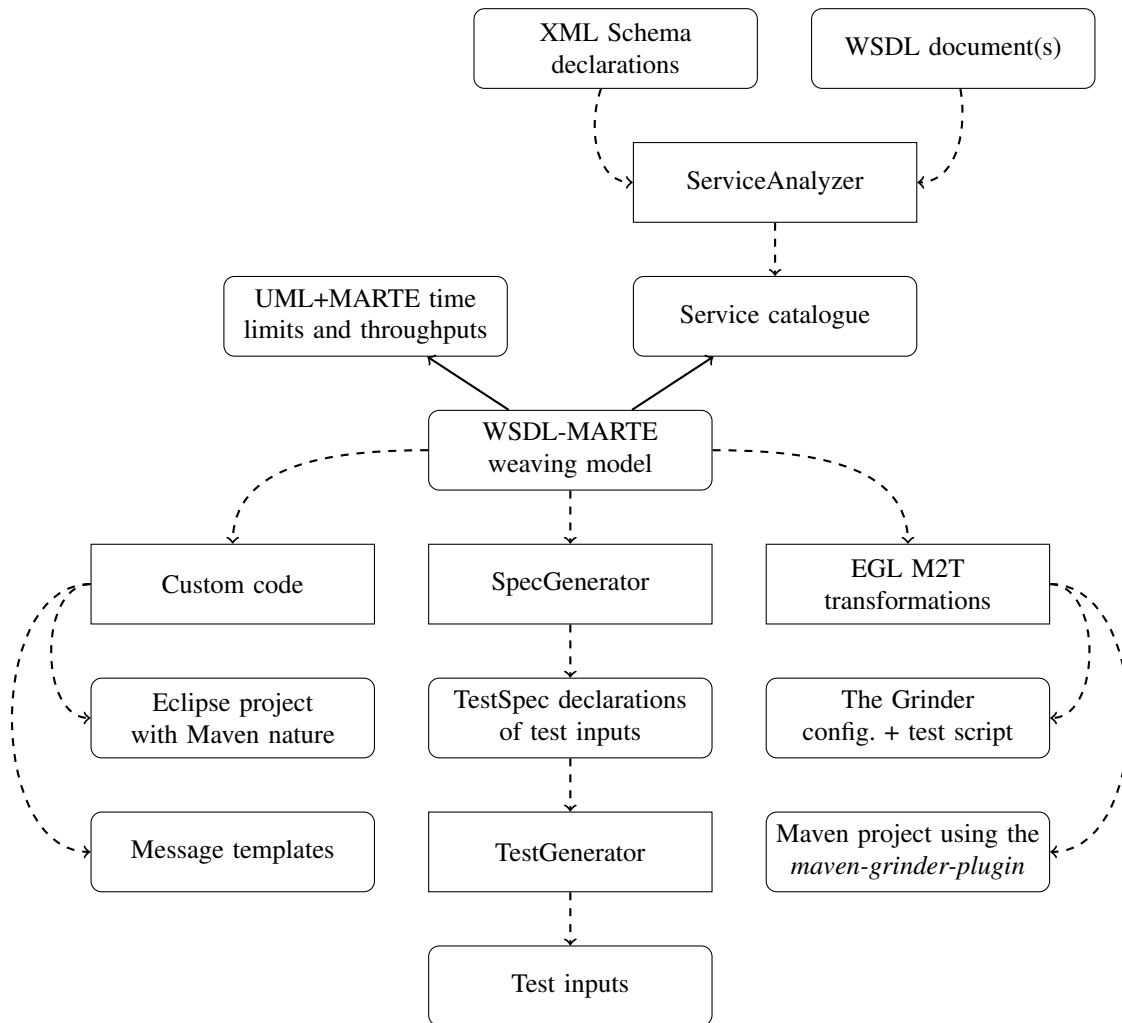 XML Schema
declarations
WSDL document(s)
ServiceAnalyzer
UML+MARTE time
limits and throughputs
Service catalogue
WSDL-MARTE
weaving model
Custom code
SpecGenerator
EGL M2T
transformations
Eclipse project
with Maven nature
TestSpec declarations
of test inputs
The Grinder
config. + test script
Message templates
TestGenerator
Maven project using the
maven-grinder-plugin
Test inputs